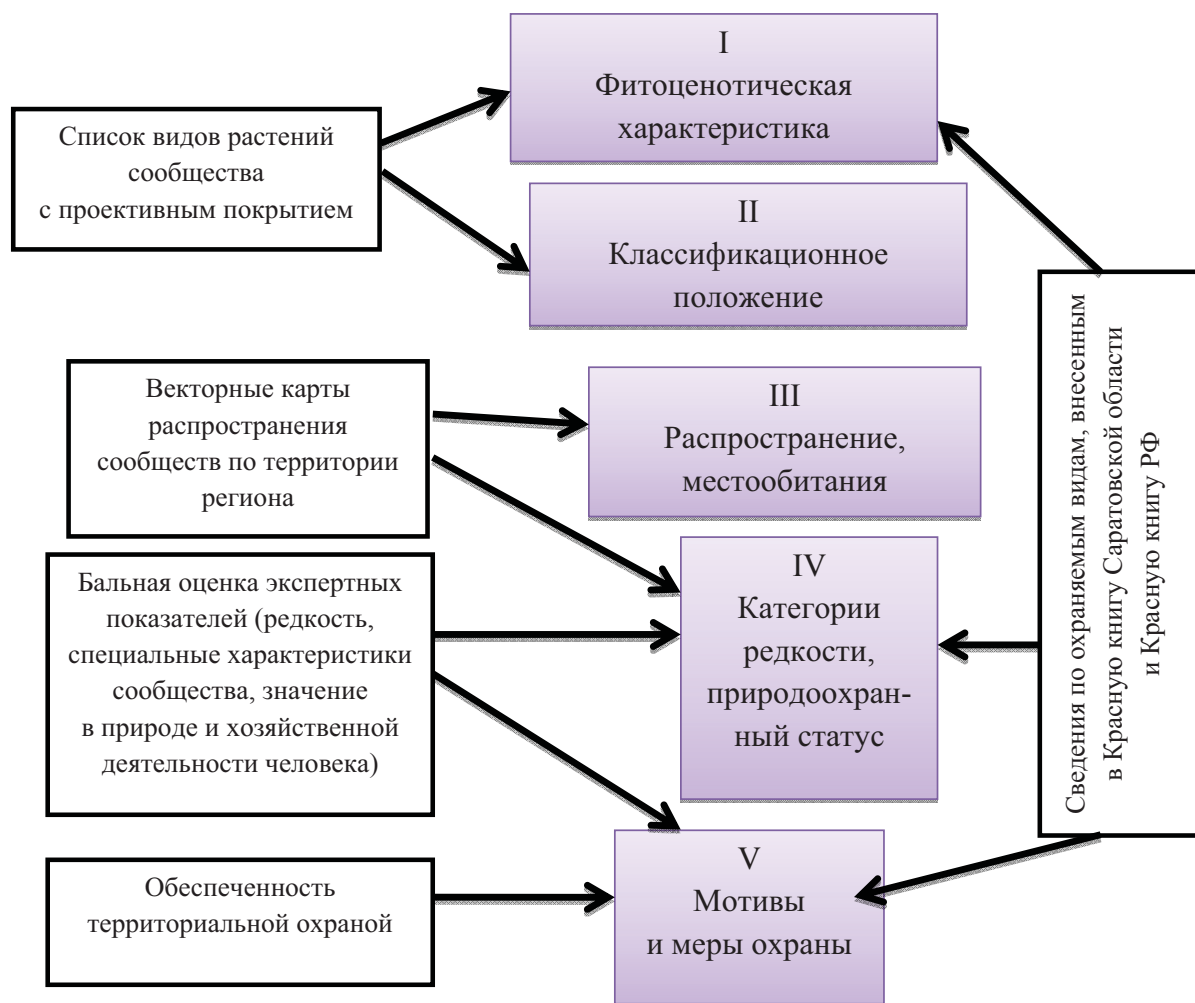 I
Фитоценотическая
характеристика
Список видов растений
сообщества
с проективным покрытием
II
Классификационное
положение
Векторные карты
распространения
сообществ по территории
региона
III
Распространение,
местообитания
Бальная оценка экспертных
показателей (редкость,
специальные характеристики
сообщества, значение
в природе и хозяйственной
деятельности человека)
IV
Категории
редкости,
природоохран-
ный статус
Обеспеченность
территориальной охраной
V
Мотивы
и меры охраны
Сведения по охраняемым видам, внесенным
в Красную книгу Саратовской области
и Красную книгу РФ